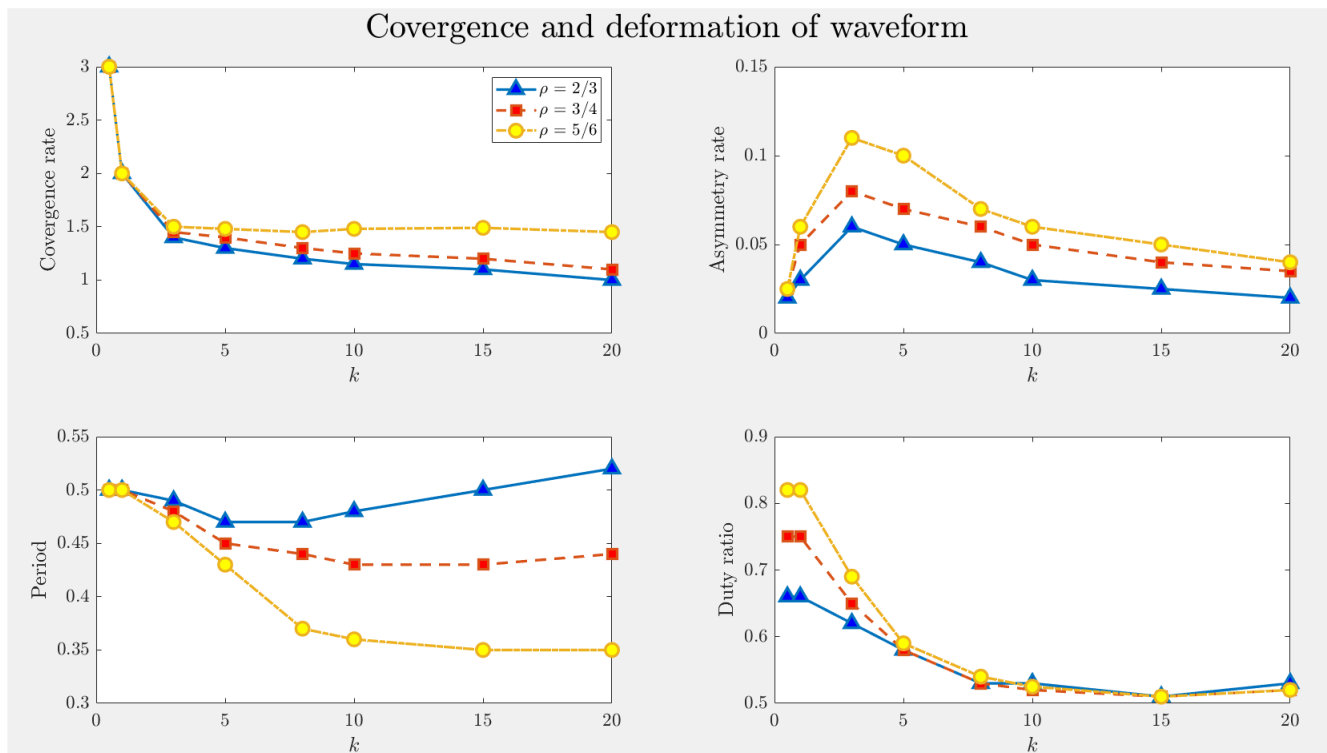 Covergence and deformation of waveform
3
2.5
2
1.5
1
0.5
Covergence rate
0 5 10 15 20
k
ρ = 2/3
ρ = 3/4
ρ = 5/6
0.15
0.1
0.05
0
Asymmetry rate
0 5 10 15 20
k
0.55
0.5
0.45
0.4
0.35
0.3
Period
0 5 10 15 20
k
0.9
0.8
0.7
0.6
0.5
Duty ratio
0 5 10 15 20
k